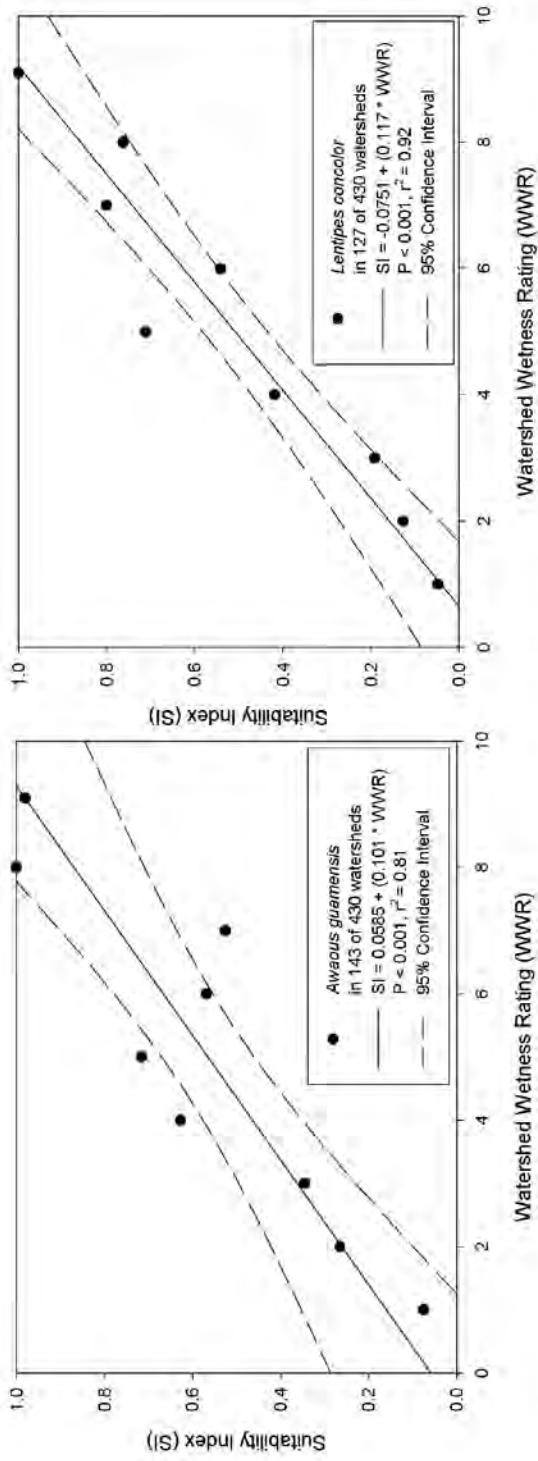 1.0
0.8
0.6
0.4
0.2
0.0
Suitability Index (SI)
0
2
4
6
8
10
Watershed Wetness Rating (WWR)
Awaous guamensis
in 143 of 430 watersheds
SI = 0.0585 + (0.101 * WWR)
P < 0.001, r² = 0.81
95% Confidence Interval
1.0
0.8
0.6
0.4
0.2
0.0
Suitability Index (SI)
0
2
4
6
8
10
Watershed Wetness Rating (WWR)
Lentipes concolor
in 127 of 430 watersheds
SI = -0.0751 + (0.117 * WWR)
P < 0.001, r² = 0.92
95% Confidence Interval